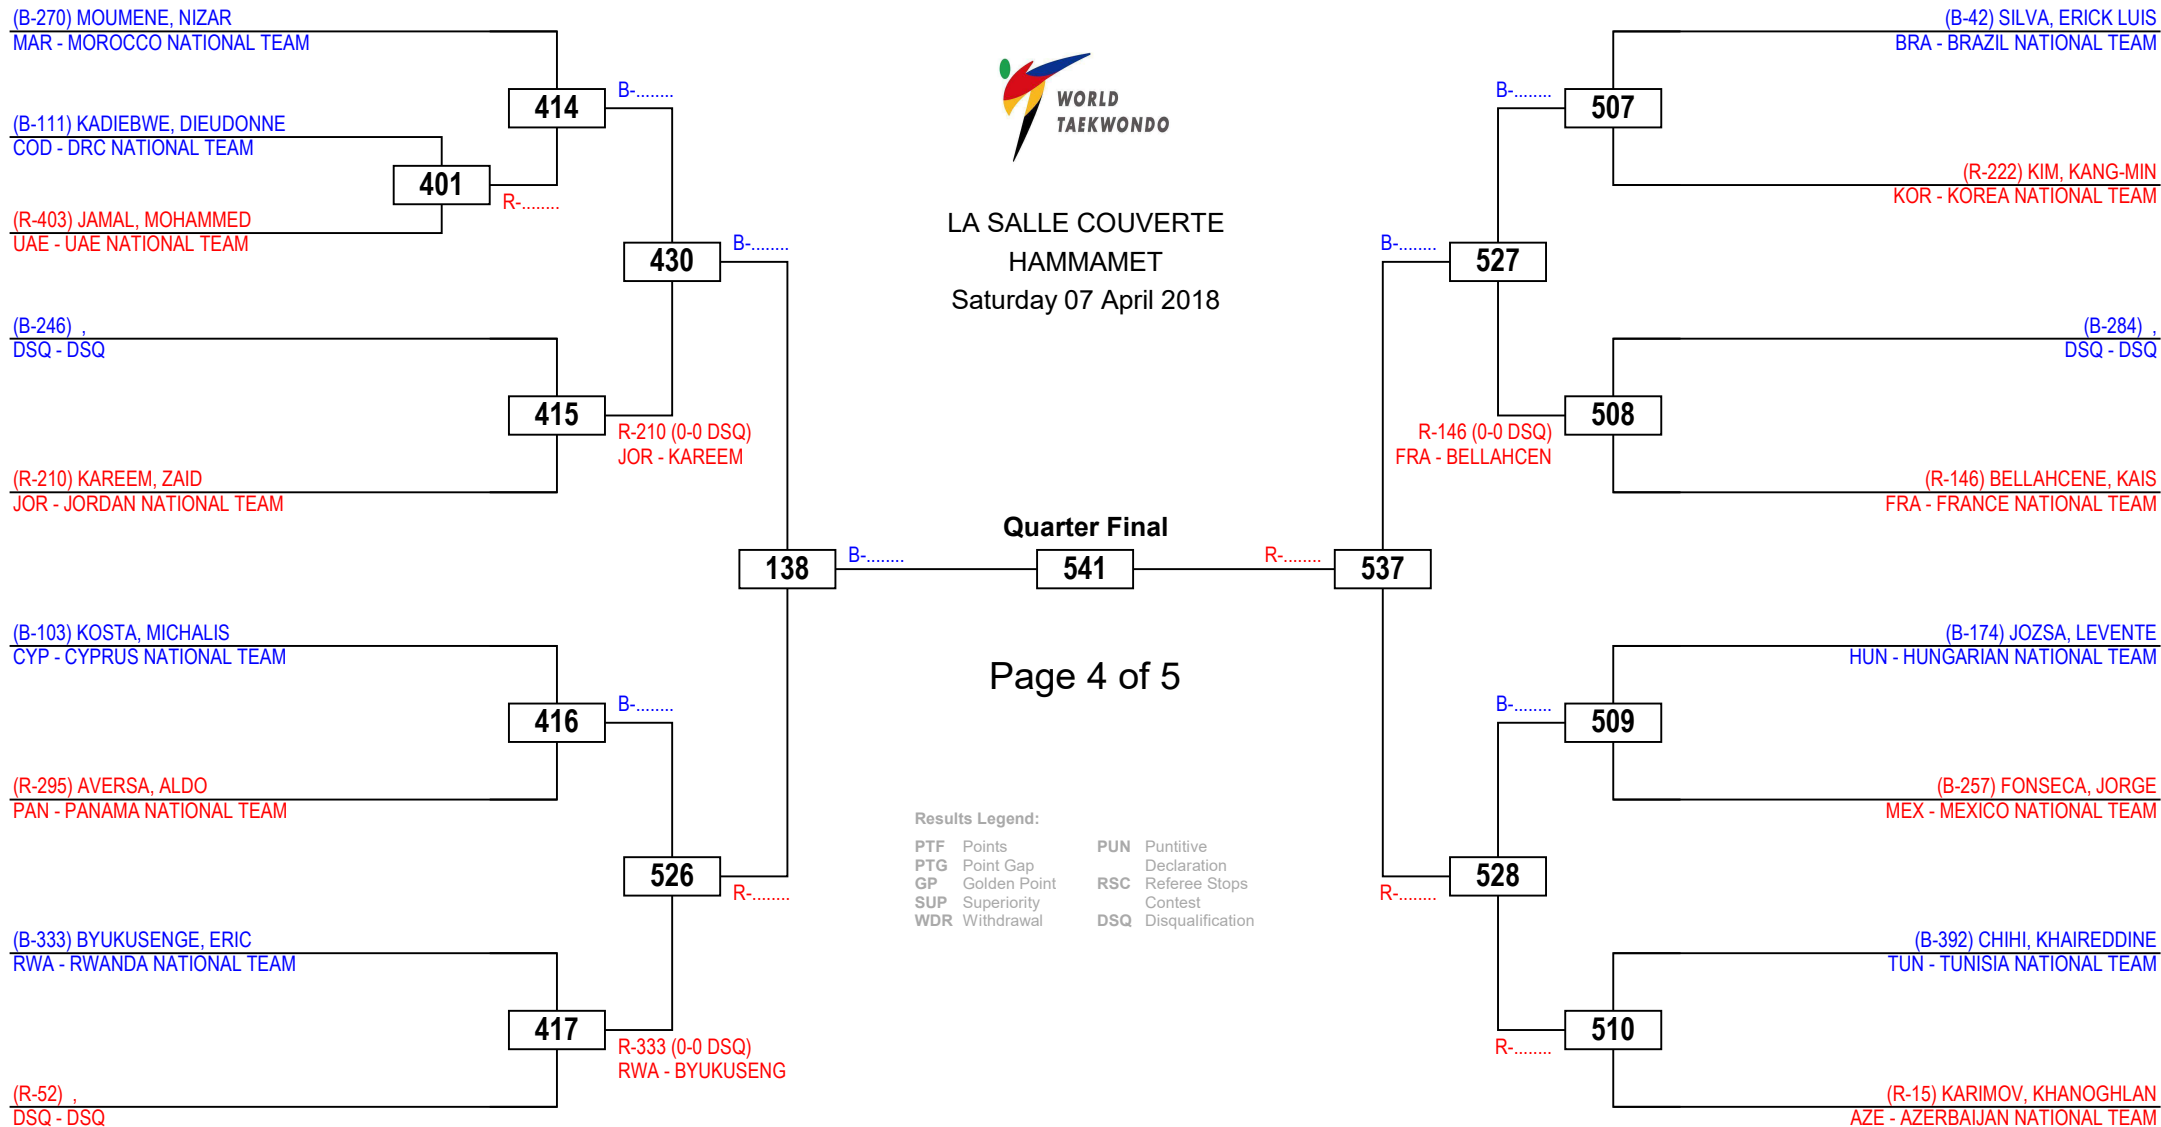 (B-270) MOUMENE, NIZAR
MAR - MOROCCO NATIONAL TEAM
(B-111) KADIEBWE, DIEUDONNE
COD - DRC NATIONAL TEAM
(R-403) JAMAL, MOHAMMED
UAE - UAE NATIONAL TEAM
(B-246) ,
DSQ - DSQ
(R-210) KAREEM, ZAID
JOR - JORDAN NATIONAL TEAM
(B-103) KOSTA, MICHALIS
CYP - CYPRUS NATIONAL TEAM
(R-295) AVERSA, ALDO
PAN - PANAMA NATIONAL TEAM
(B-333) BYUKUSENGE, ERIC
RWA - RWANDA NATIONAL TEAM
(R-52) ,
DSQ - DSQ
401
R-........
414
B-........
415
R-210 (0-0 DSQ)
JOR - KAREEM
416
B-........
417
R-333 (0-0 DSQ)
RWA - BYUKUSENG
430
B-........
526
R-........
138
B-........
WORLD
TAEKWONDO
LA SALLE COUVERTE
HAMMAMET
Saturday 07 April 2018
Quarter Final
541
Page 4 of 5
Results Legend:
PTF Points
PTG Point Gap
GP Golden Point
SUP Superiority
WDR Withdrawal
PUN Puntitive
Declaration
RSC Referee Stops
Contest
DSQ Disqualification
R-........
537
B-........
527
R-........
528
B-........
507
R-146 (0-0 DSQ)
FRA - BELLAHCEN
508
B-........
509
R-........
510
(B-42) SILVA, ERICK LUIS
BRA - BRAZIL NATIONAL TEAM
(R-222) KIM, KANG-MIN
KOR - KOREA NATIONAL TEAM
(B-284) ,
DSQ - DSQ
(R-146) BELLAHCENE, KAIS
FRA - FRANCE NATIONAL TEAM
(B-174) JOZSA, LEVENTE
HUN - HUNGARIAN NATIONAL TEAM
(B-257) FONSECA, JORGE
MEX - MEXICO NATIONAL TEAM
(B-392) CHIHI, KHAIREDDINE
TUN - TUNISIA NATIONAL TEAM
(R-15) KARIMOV, KHANOGHLAN
AZE - AZERBAIJAN NATIONAL TEAM